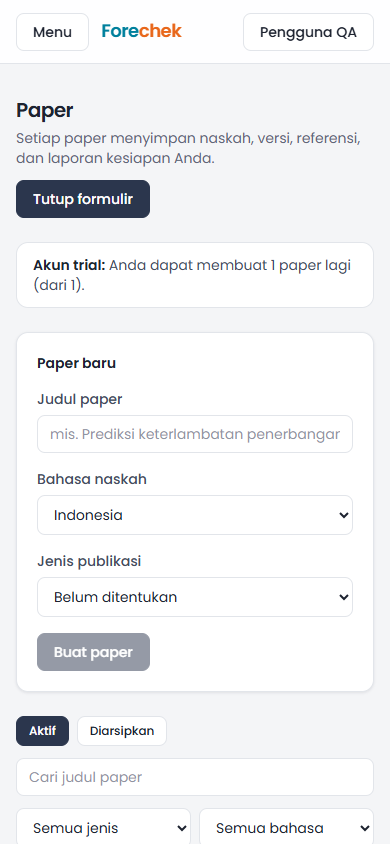 Menu
Forechek
Pengguna QA
Paper
Setiap paper menyimpan naskah, versi, referensi,
dan laporan kesiapan Anda.
Tutup formulir
Akun trial: Anda dapat membuat 1 paper lagi
(dari 1).
Paper baru
Judul paper
mis. Prediksi keterlambatan penerbangan
Bahasa naskah
Indonesia
Jenis publikasi
Belum ditentukan
Buat paper
Aktif
Diarsipkan
Cari judul paper
Semua jenis
Semua bahasa